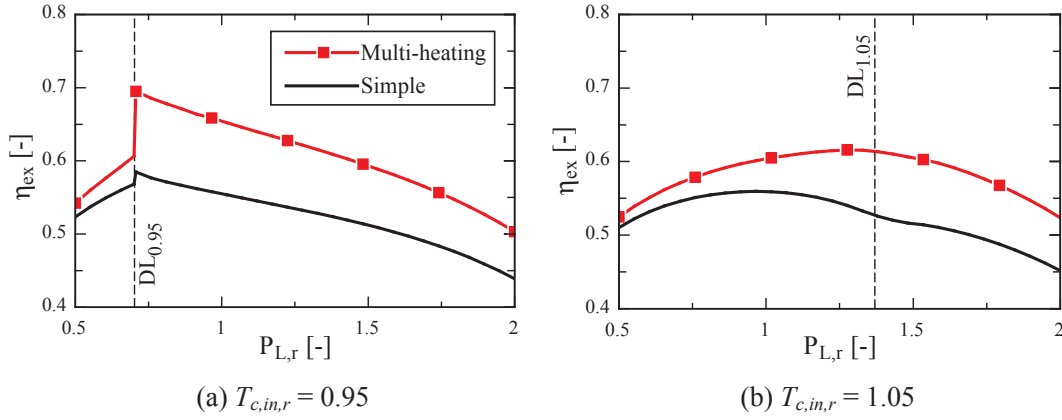 0.8
0.7
0.6
0.5
0.4
η_ex [-]
Multi-heating
Simple
DL_0.95
0.5
1
1.5
2
P_L,r [-]
(a) T_c,in,r = 0.95
0.8
0.7
0.6
0.5
0.4
η_ex [-]
DL_1.05
0.5
1
1.5
2
P_L,r [-]
(b) T_c,in,r = 1.05